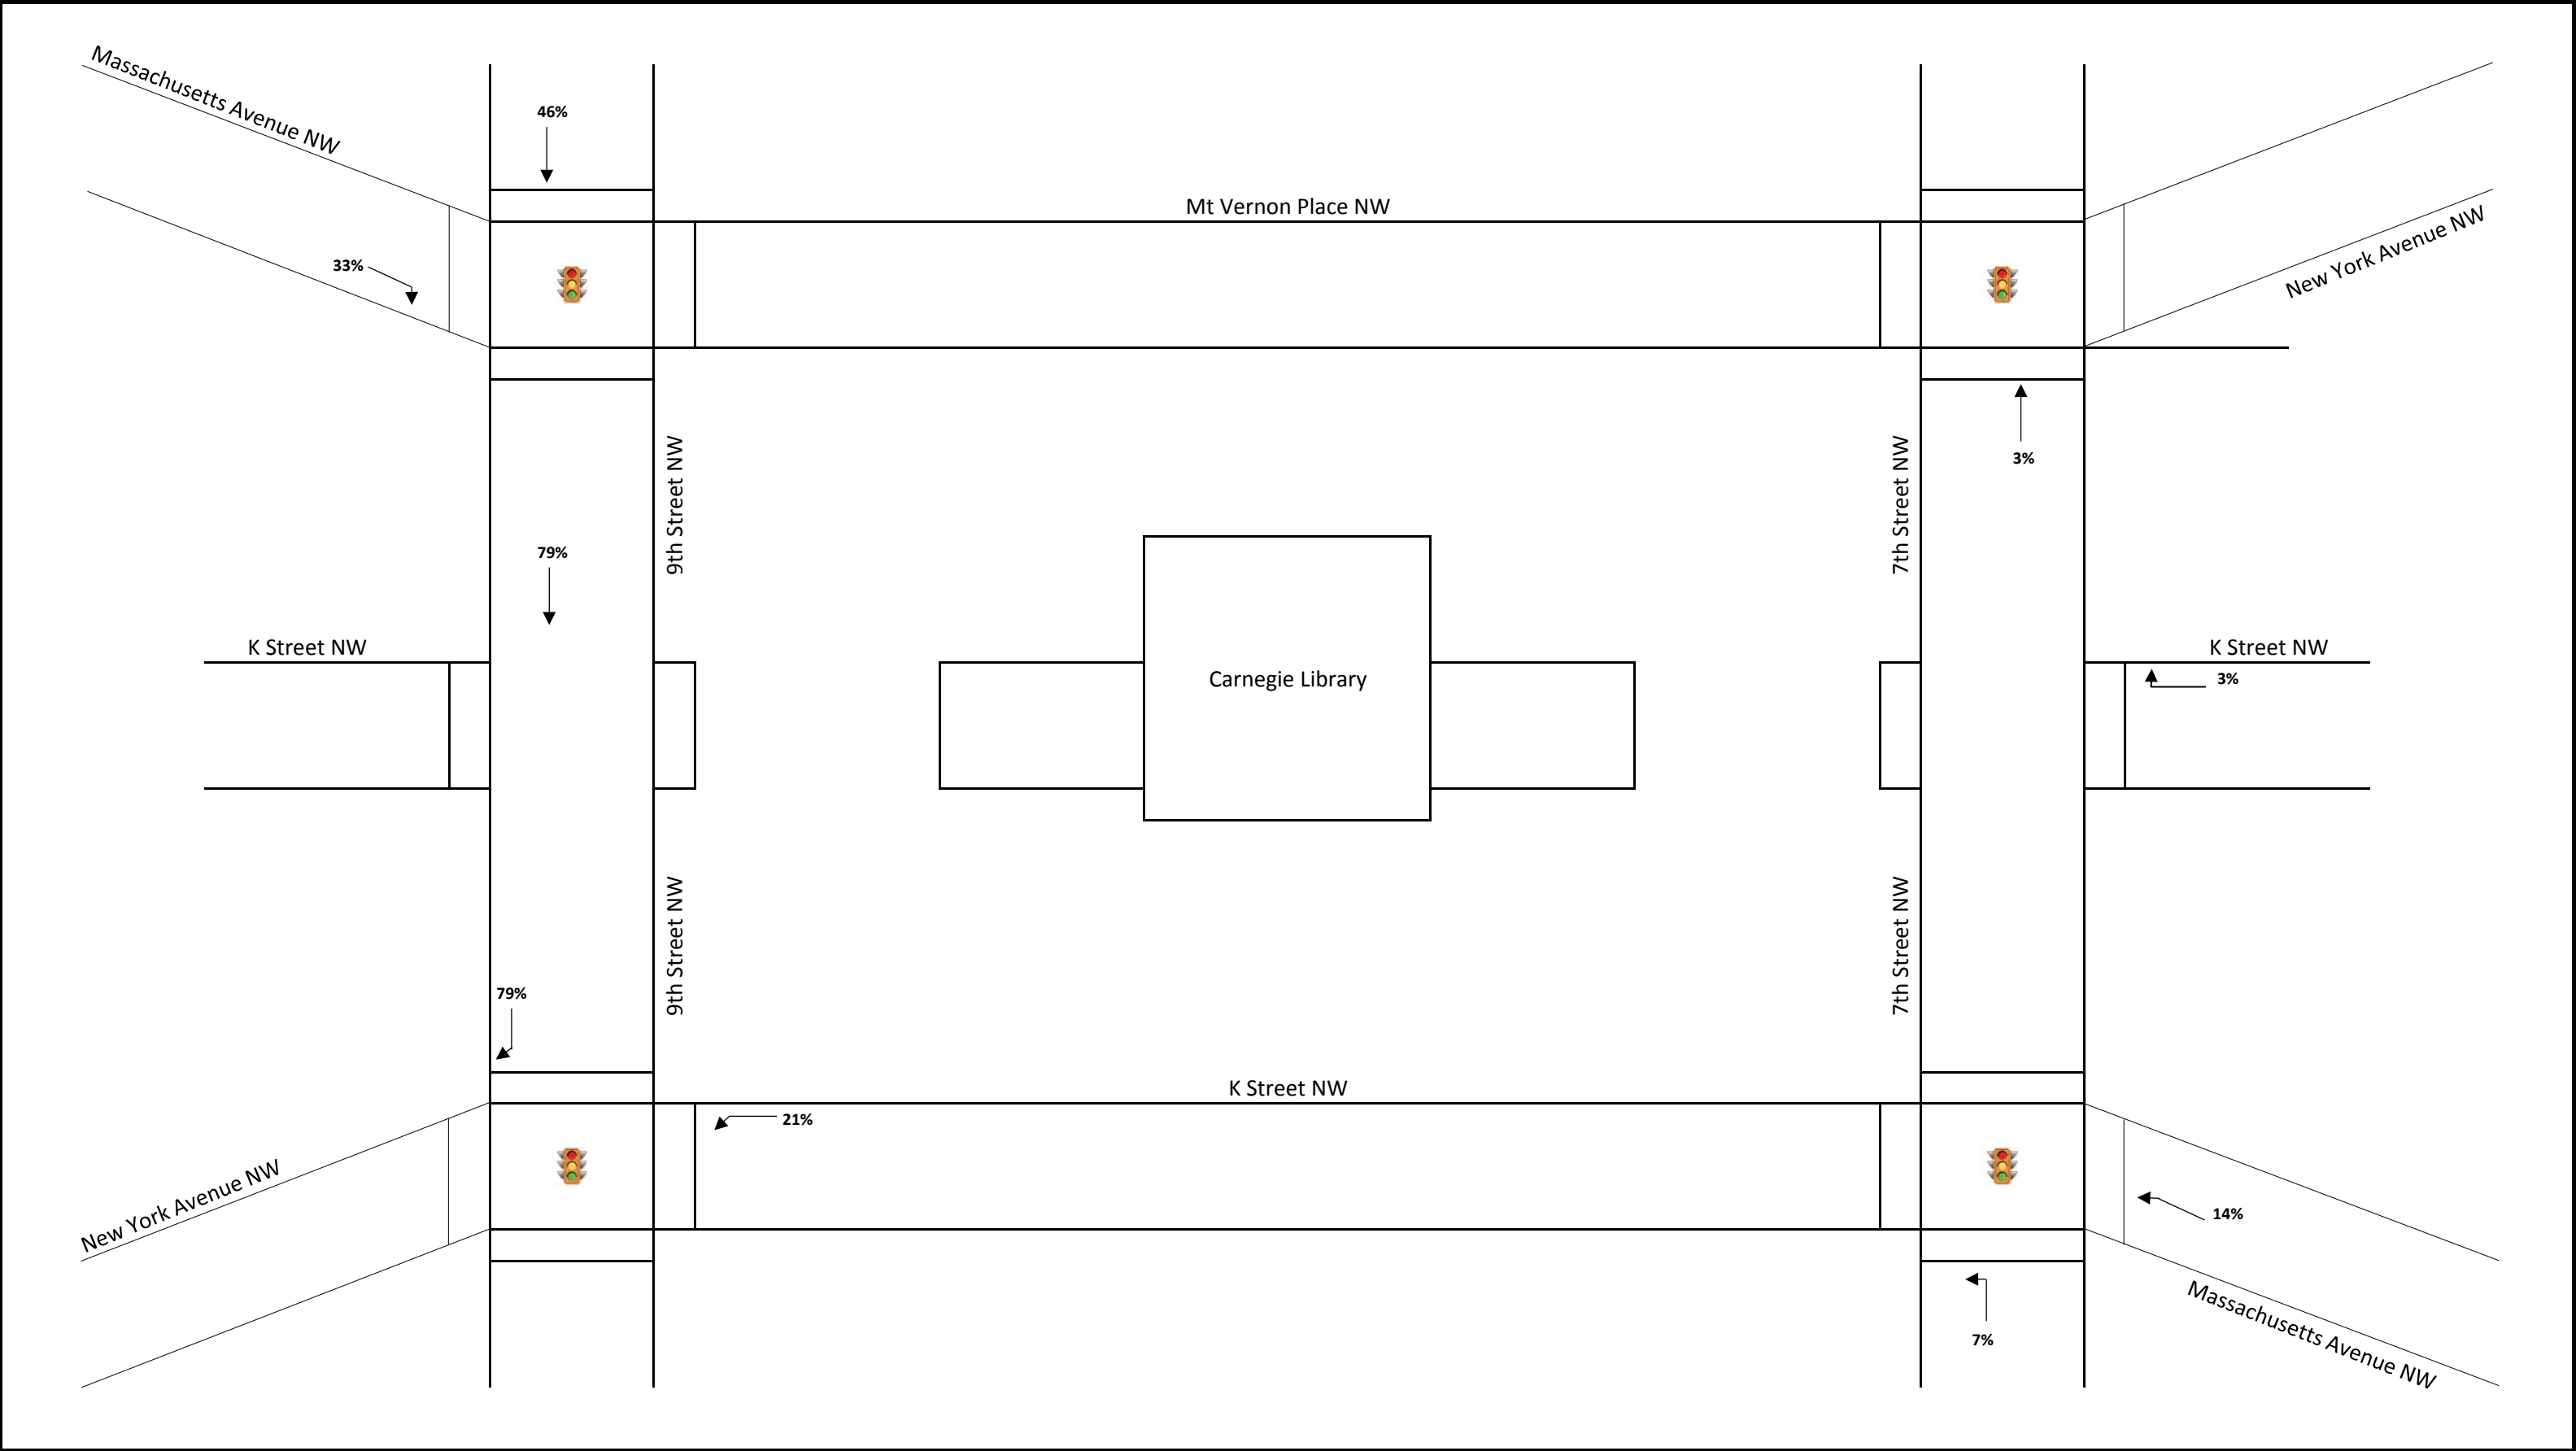 Massachusetts Avenue NW
46%
Mt Vernon Place NW
New York Avenue NW
33%
9th Street NW
7th Street NW
3%
79%
K Street NW
K Street NW
3%
Carnegie Library
9th Street NW
7th Street NW
79%
K Street NW
21%
New York Avenue NW
14%
Massachusetts Avenue NW
7%